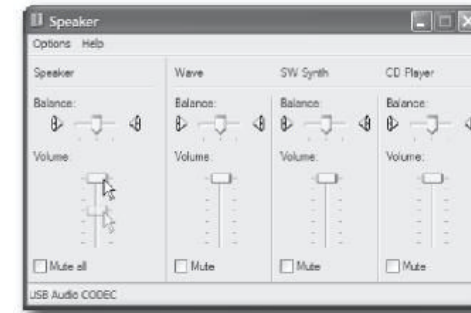 Speaker
Options Help
Speaker Wave SW Synth CD Player
Balance: Balance: Balance: Balance:
Volume: Volume: Volume: Volume:
Mute all Mute Mute Mute
USB Audio CODEC